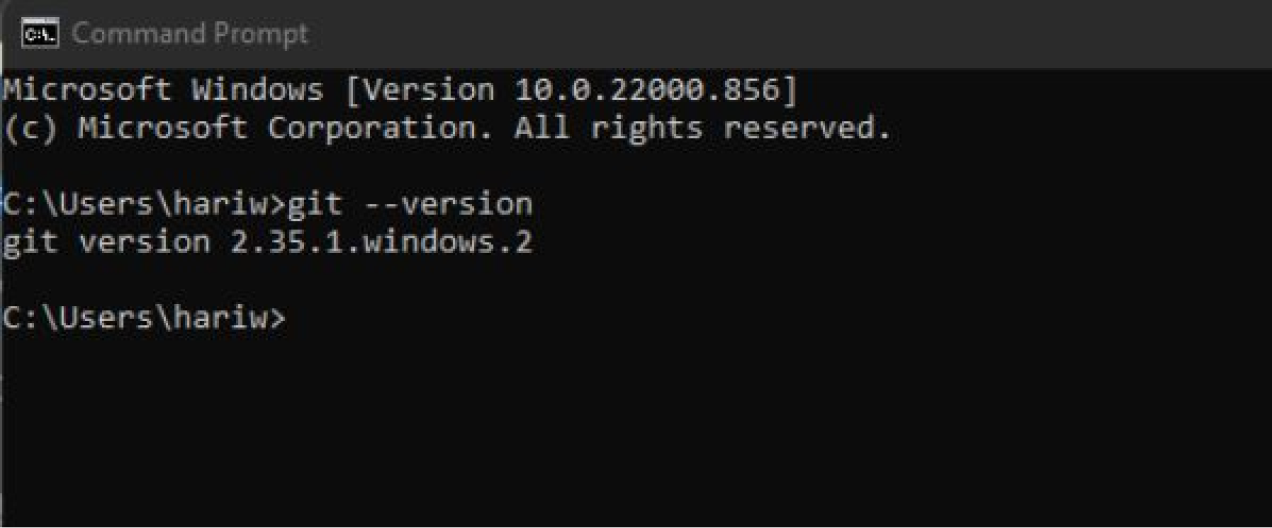 Command Prompt
Microsoft Windows [Version 10.0.22000.856]
(c) Microsoft Corporation. All rights reserved.
C:\Users\hariw>git --version
git version 2.35.1.windows.2
C:\Users\hariw>